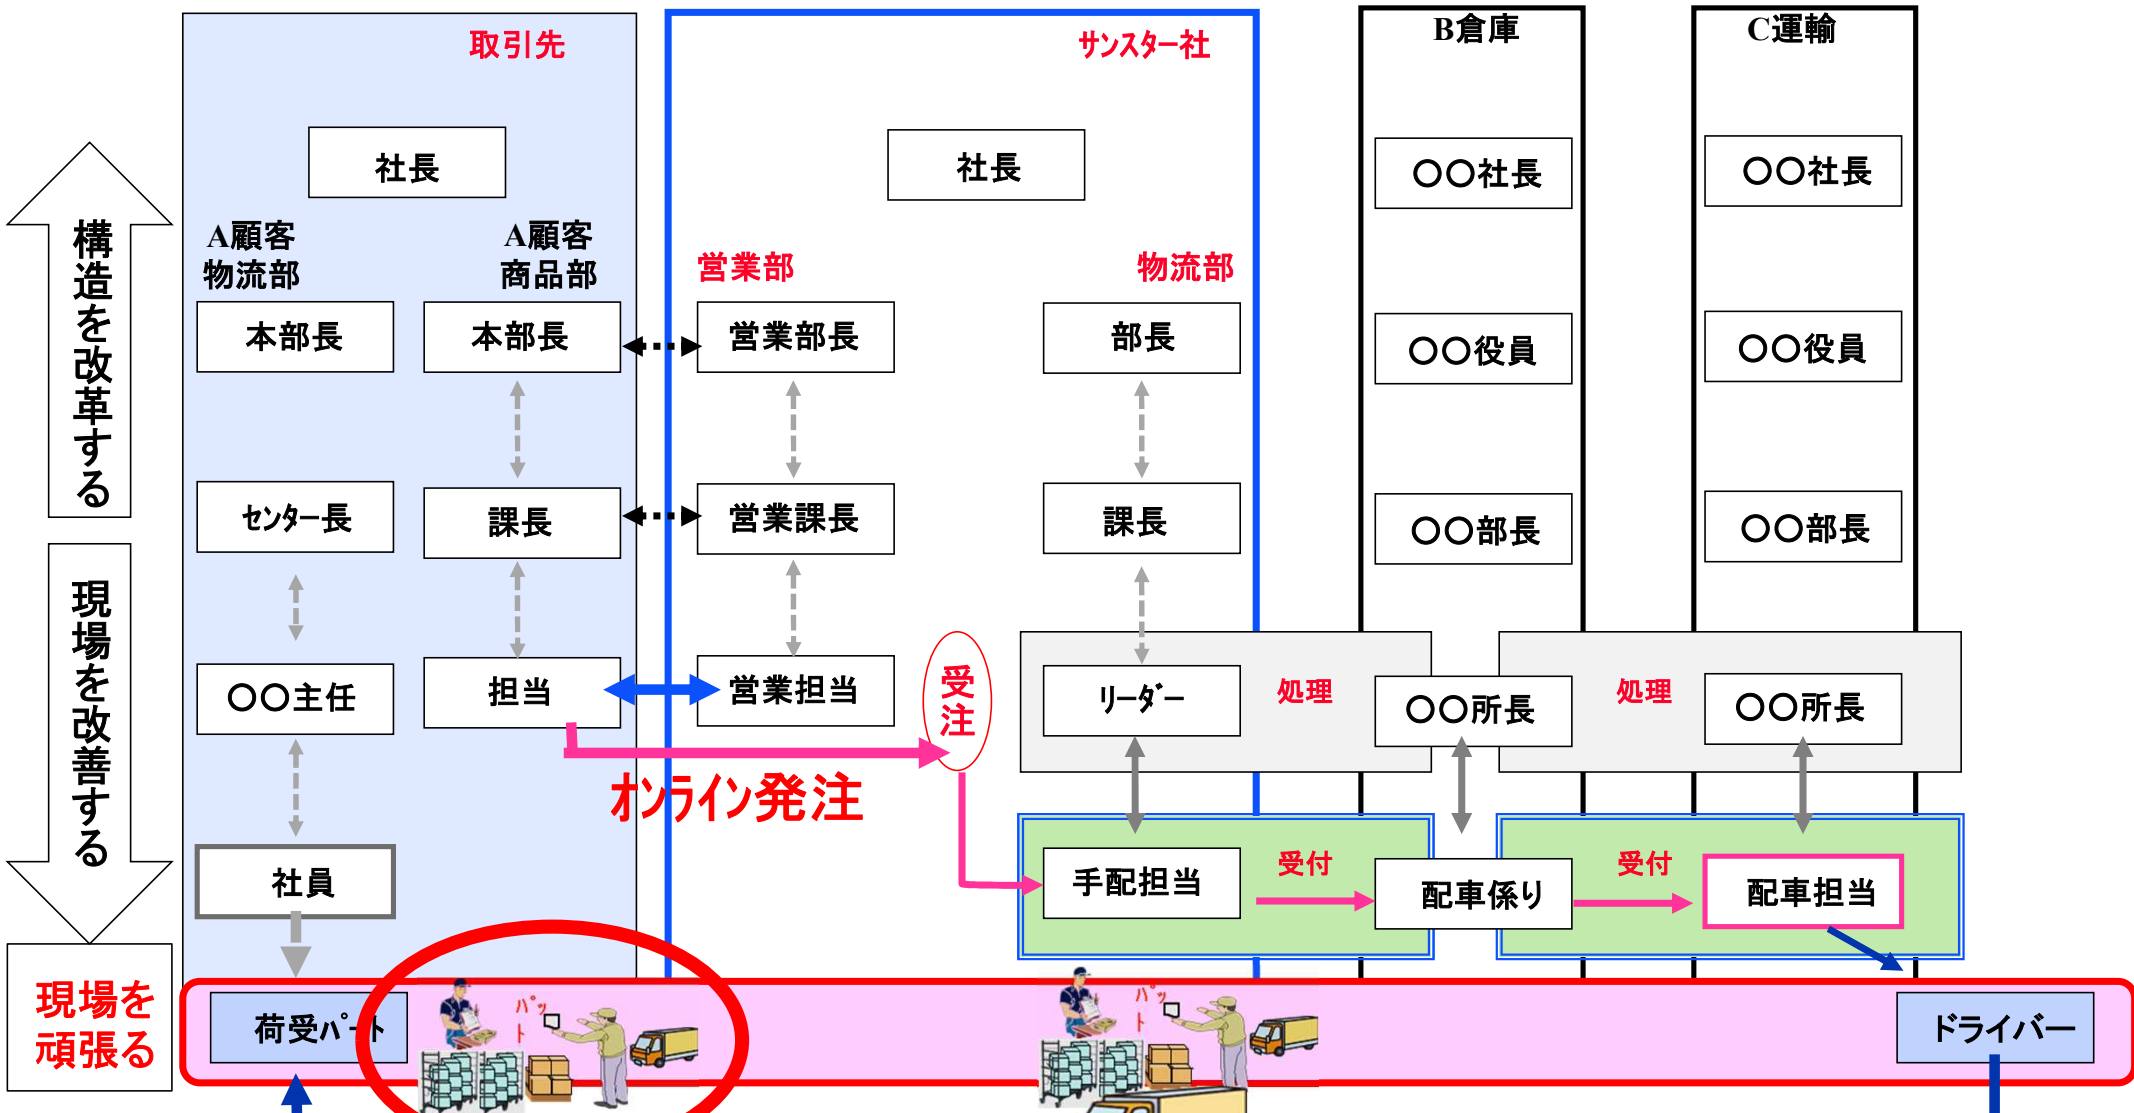 取引先
サンスター社
B倉庫
C運輸
社長
社長
〇〇社長
〇〇社長
A顧客
物流部
A顧客
商品部
営業部
物流部
本部長
本部長
営業部長
部長
〇〇役員
〇〇役員
構造を改革する
センター長
課長
営業課長
課長
〇〇部長
〇〇部長
現場を改善する
〇〇主任
担当
営業担当
受注
リーダー
処理
〇〇所長
処理
〇〇所長
オンライン発注
社員
手配担当
受付
配車係り
受付
配車担当
現場を
頑張る
荷受パート
パット
パット
ドライバー